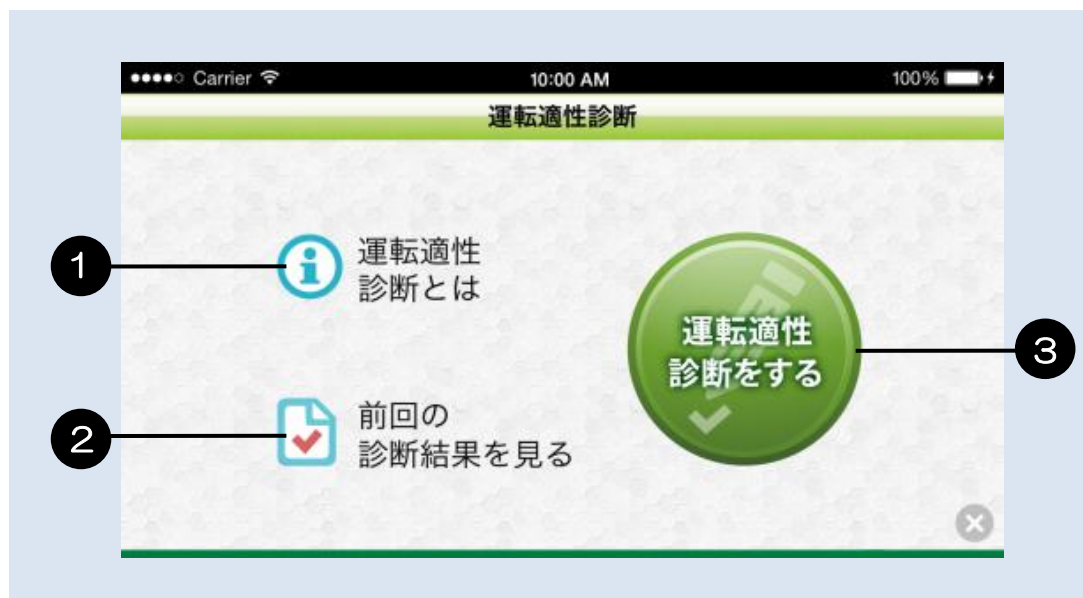 ●●●●○ Carrier
10:00 AM
100%
運転適性診断
1
運転適性
診断とは
運転適性
診断をする
3
2
前回の
診断結果を見る